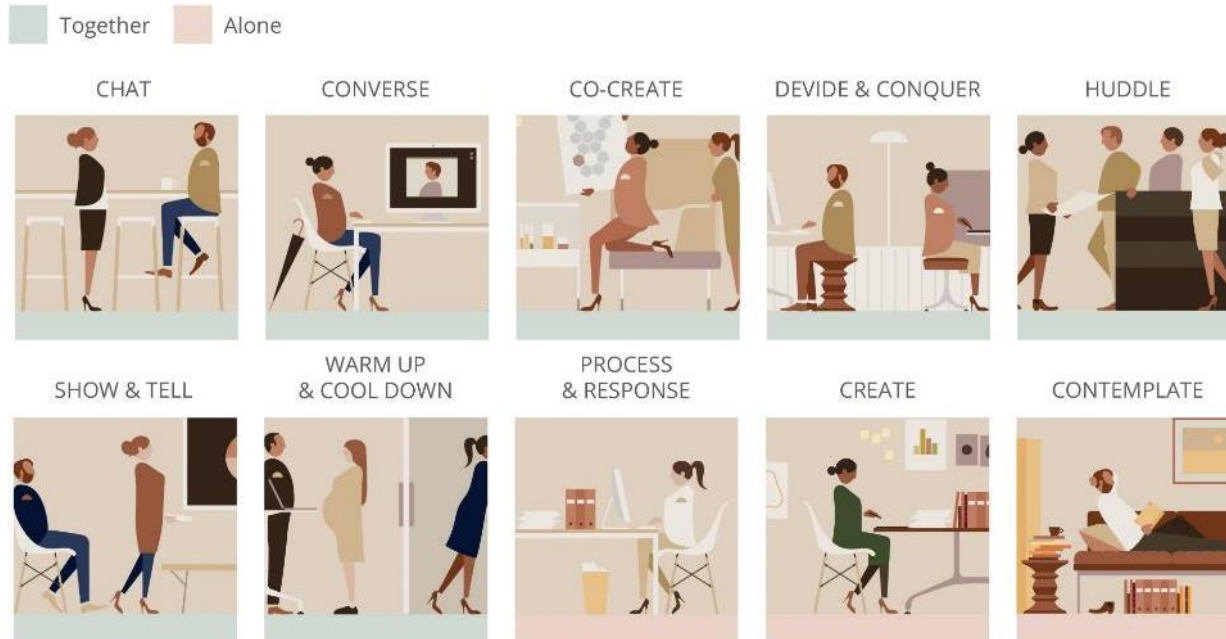 Together
Alone
CHAT
CONVERSE
CO-CREATE
DEVIDE & CONQUER
HUDDLE
SHOW & TELL
WARM UP
& COOL DOWN
PROCESS
& RESPONSE
CREATE
CONTEMPLATE